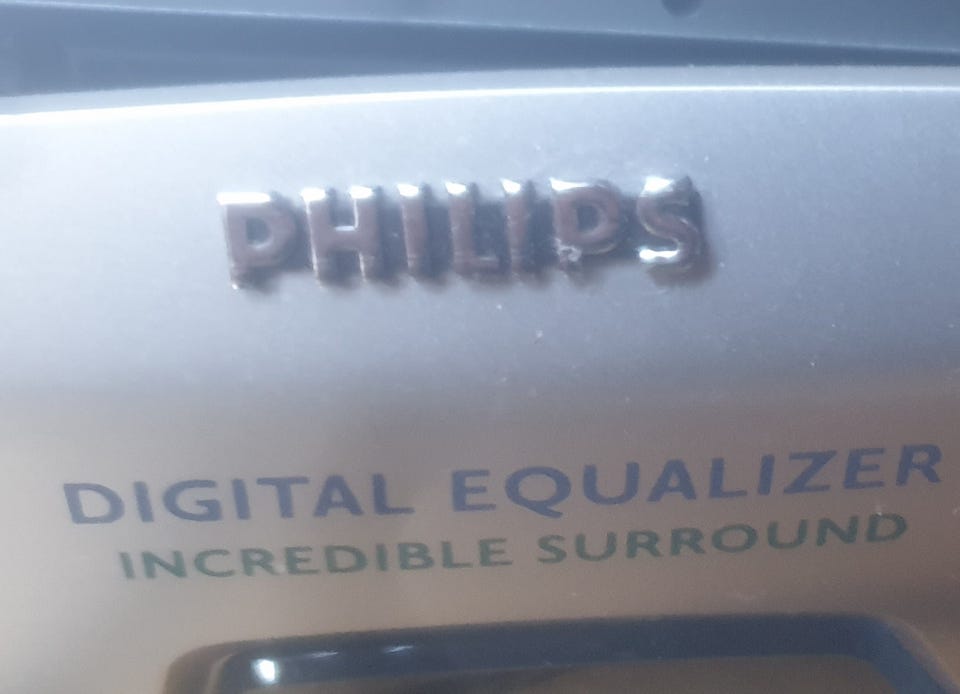 PHILIPS
DIGITAL EQUALIZER
INCREDIBLE SURROUND